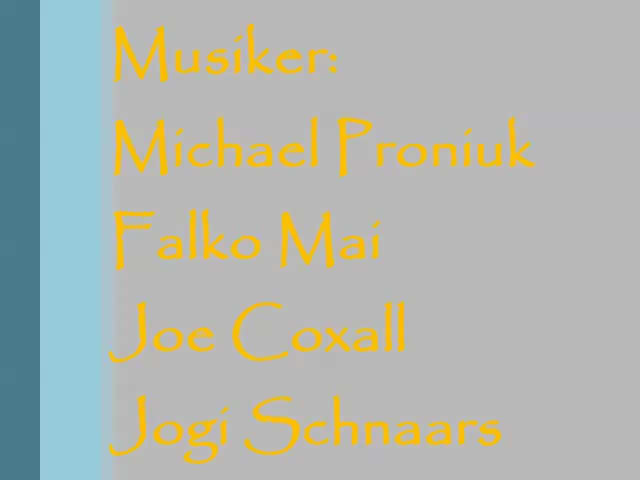 Musiker:
Michael Proniuk
Falko Mai
Joe Coxall
Jogi Schnaars